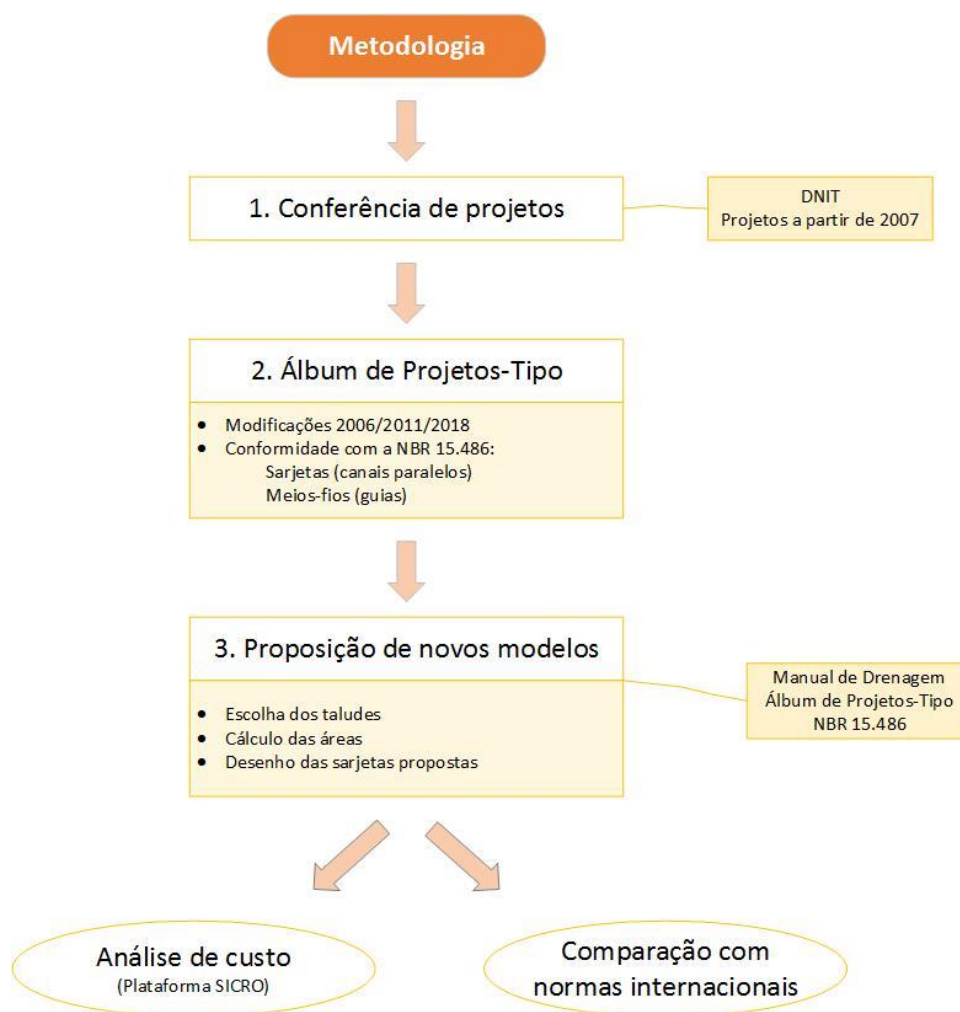 Metodologia
1. Conferência de projetos
DNIT
Projetos a partir de 2007
2. Álbum de Projetos-Tipo
• Modificações 2006/2011/2018
• Conformidade com a NBR 15.486:
Sarjetas (canais paralelos)
Meios-fios (guias)
3. Proposição de novos modelos
• Escolha dos taludes
• Cálculo das áreas
• Desenho das sarjetas propostas
Manual de Drenagem
Álbum de Projetos-Tipo
NBR 15.486
Análise de custo
(Plataforma SICRO)
Comparação com
normas internacionais